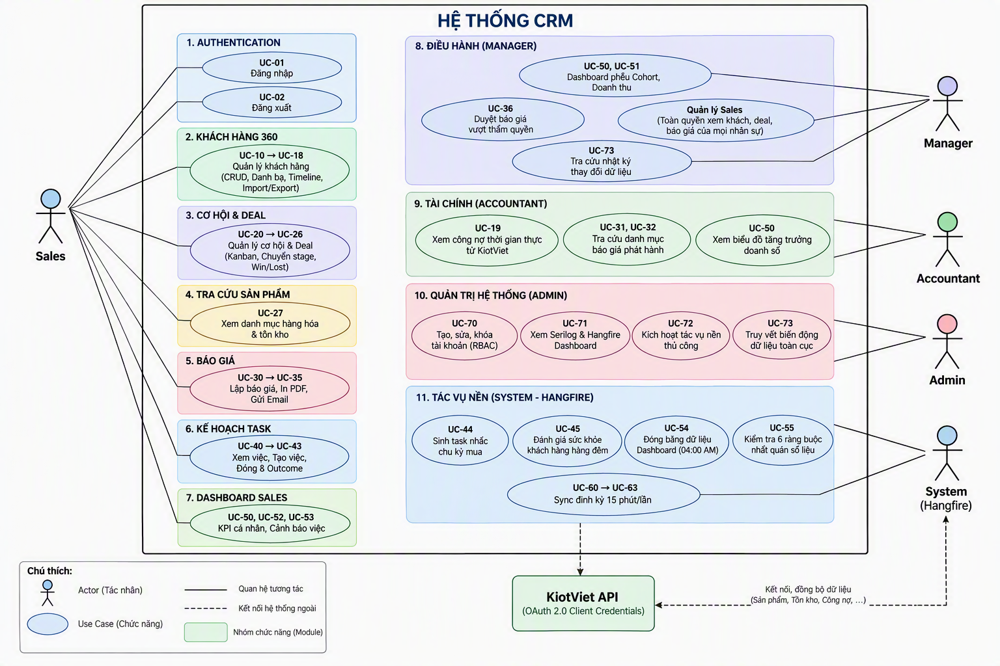 HỆ THỐNG CRM
1. AUTHENTICATION
UC-01
Đăng nhập
UC-02
Đăng xuất
2. KHÁCH HÀNG 360
UC-10 → UC-18
Quản lý khách hàng
(CRUD, Danh bạ, Timeline,
Import/Export)
3. CƠ HỘI & DEAL
UC-20 → UC-26
Quản lý cơ hội & Deal
(Kanban, Chuyển stage,
Win/Lost)
4. TRA CỨU SẢN PHẨM
UC-27
Xem danh mục hàng hóa
& tồn kho
5. BÁO GIÁ
UC-30 → UC-35
Lập báo giá, In PDF,
Gửi Email
6. KẾ HOẠCH TASK
UC-40 → UC-43
Xem việc, Tạo việc,
Đóng & Outcome
7. DASHBOARD SALES
UC-50, UC-52, UC-53
KPI cá nhân, Cảnh báo việc
Sales
8. ĐIỀU HÀNH (MANAGER)
UC-50, UC-51
Dashboard phễu Cohort,
Doanh thu
UC-36
Duyệt báo giá
vượt thẩm quyền
Quản lý Sales
(Toàn quyền xem khách, deal,
báo giá của mọi nhân sự)
UC-73
Tra cứu nhật ký
thay đổi dữ liệu
Manager
9. TÀI CHÍNH (ACCOUNTANT)
UC-19
Xem công nợ thời gian thực
từ KiotViet
UC-31, UC-32
Tra cứu danh mục
báo giá phát hành
UC-50
Xem biểu đồ tăng trưởng
doanh số
Accountant
10. QUẢN TRỊ HỆ THỐNG (ADMIN)
UC-70
Tạo, sửa, khóa
tài khoản (RBAC)
UC-71
Xem Serilog & Hangfire
Dashboard
UC-72
Kích hoạt tác vụ nền
thủ công
UC-73
Truy vết biến động
dữ liệu toàn cục
Admin
11. TÁC VỤ NỀN (SYSTEM - HANGFIRE)
UC-44
Sinh task nhắc
chu kỳ mua
UC-45
Đánh giá sức khỏe
khách hàng hàng đêm
UC-54
Đóng băng dữ liệu
Dashboard (04:00 AM)
UC-55
Kiểm tra 6 ràng buộc
nhất quán số liệu
UC-60 → UC-63
Sync đinh kỳ 15 phút/lần
System
(Hangfire)
KiotViet API
(OAuth 2.0 Client Credentials)
Kết nối, đồng bộ dữ liệu
(Sản phẩm, Tồn kho, Công nợ, ...)
Chú thích:
Actor (Tác nhân)
Quan hệ tương tác
Kết nối hệ thống ngoài
Use Case (Chức năng)
Nhóm chức năng (Module)